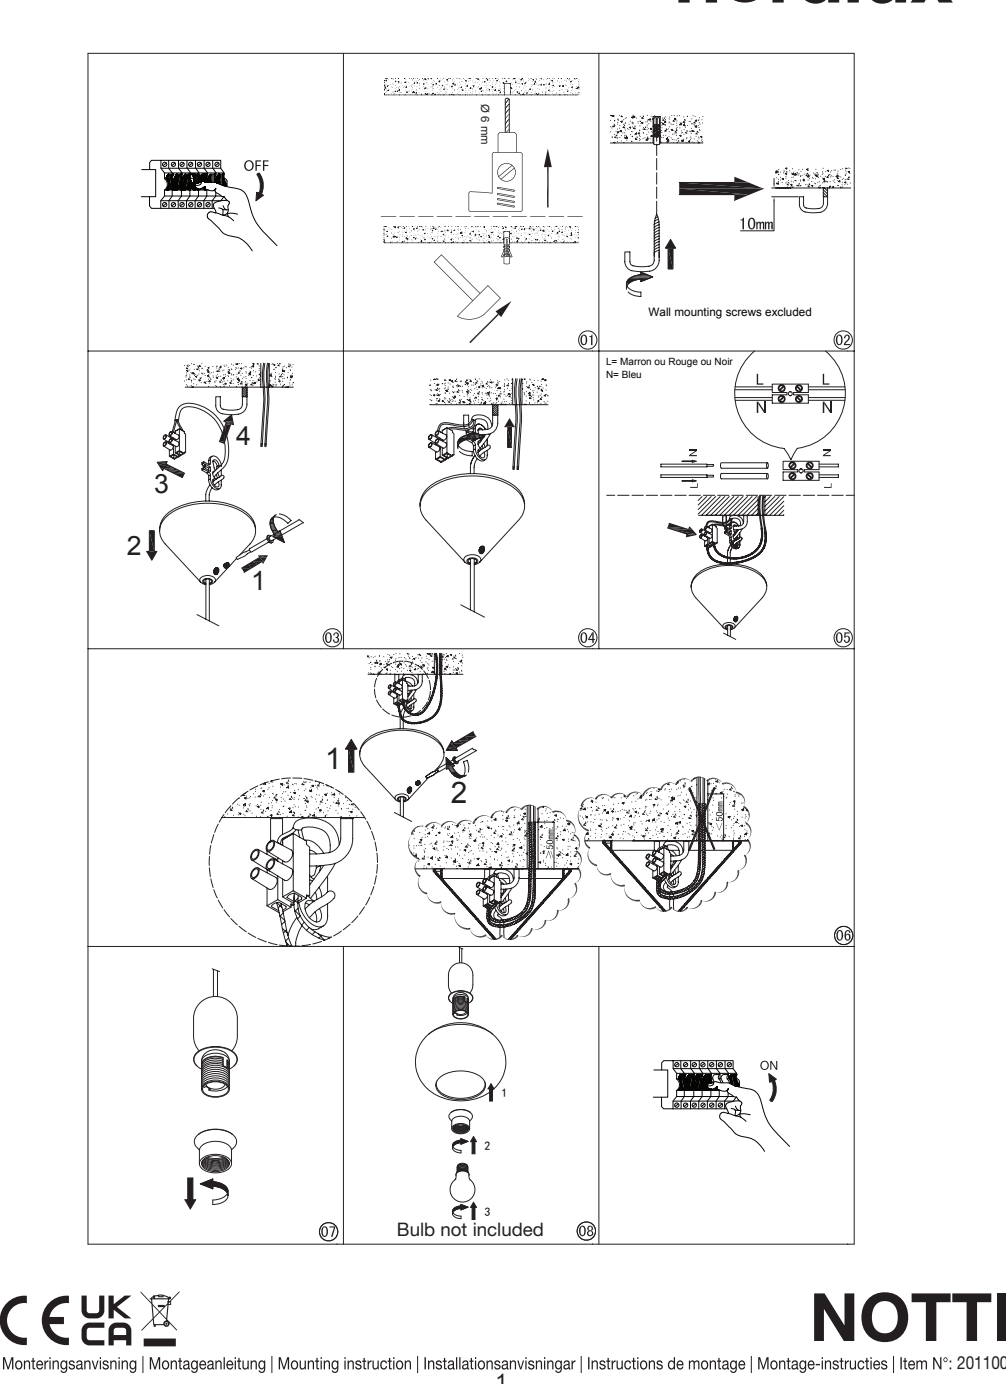 OFF
Ø 6 mm
01
10mm
Wall mounting screws excluded
02
4
3
2
1
03
04
L= Marron ou Rouge ou Noir
N= Bleu
L L
N N
N N
L L
05
1
2
≥50mm
50mm
06
07
1
2
3
Bulb not included
08
ON
CE UK
CA
NOTTI
Monteringsanvisning | Montageanleitung | Mounting instruction | Installationsanvisningar | Instructions de montage | Montage-instructies | Item N°: 201100
1